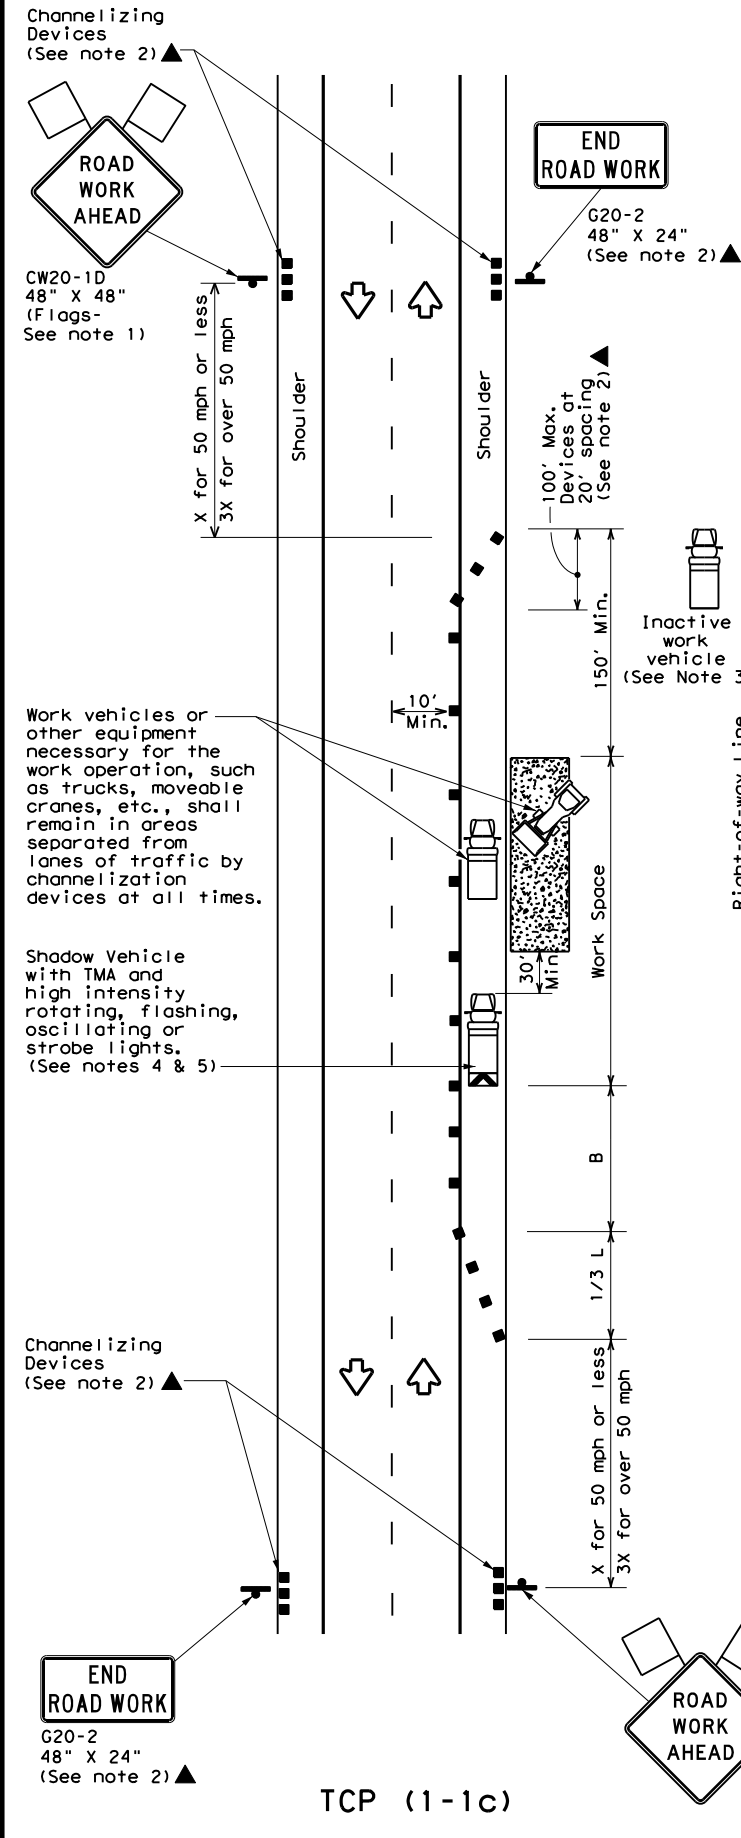 Channelizing
Devices
(See note 2) ▲
ROAD
WORK
AHEAD
CW20-1D
48" X 48"
(Flags-
See note 1)
END
ROAD WORK
G20-2
48" X 24"
(See note 2) ▲
X for 50 mph or less
3X for over 50 mph
Shoulder
Shoulder
100' Max.
Devices at
20' spacing
(See note 2) ▲
150' Min.
Inactive
work
vehicle
(See Note 3
Right-of-way Line
10'
Min.
Work vehicles or
other equipment
necessary for the
work operation, such
as trucks, moveable
cranes, etc., shall
remain in areas
separated from
lanes of traffic by
channelization
devices at all times.
Work Space
30'
Min.
Shadow Vehicle
with TMA and
high intensity
rotating, flashing,
oscillating or
strobe lights.
(See notes 4 & 5)
B
1/3 L
Channelizing
Devices
(See note 2) ▲
X for 50 mph or less
3X for over 50 mph
END
ROAD WORK
G20-2
48" X 24"
(See note 2) ▲
ROAD
WORK
AHEAD
TCP (1-1c)